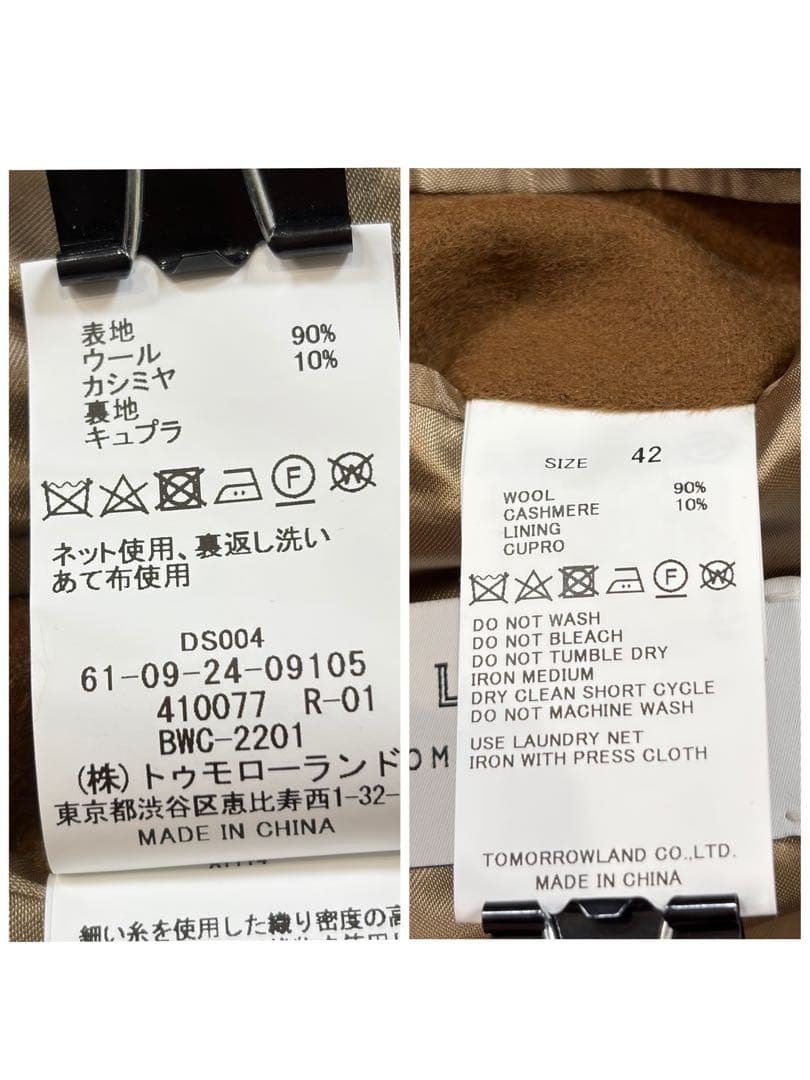 表地
ウール 90%
カシミヤ 10%
裏地
キュプラ
F W
ネット使用、裏返し洗い
あて布使用
DS004
61-09-24-09105
410077 R-01
BWC-2201
(株)トゥモローランド
東京都渋谷区恵比寿西1-32-
MADE IN CHINA
細い糸を使用した織り密度の高
SIZE 42
WOOL 90%
CASHMERE 10%
LINING
CUPRO
F W
DO NOT WASH
DO NOT BLEACH
DO NOT TUMBLE DRY
IRON MEDIUM
DRY CLEAN SHORT CYCLE
DO NOT MACHINE WASH
USE LAUNDRY NET
IRON WITH PRESS CLOTH
L
OM
TOMORROWLAND CO.,LTD.
MADE IN CHINA